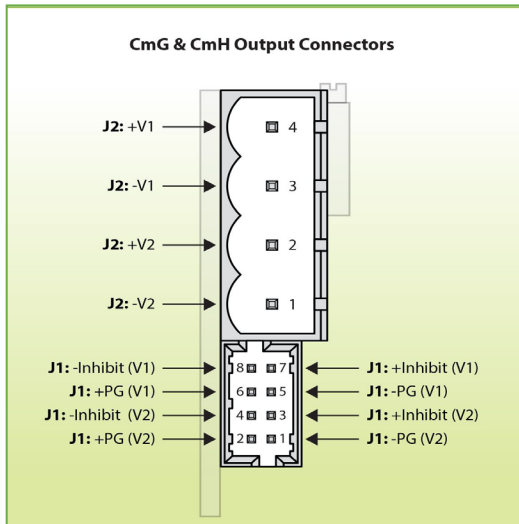 CmG & CmH Output Connectors
J2: +V1 4
J2: -V1 3
J2: +V2 2
J2: -V2 1
J1: -Inhibit (V1) 8 7 J1: +Inhibit (V1)
J1: +PG (V1) 6 5 J1: -PG (V1)
J1: -Inhibit (V2) 4 3 J1: +Inhibit (V2)
J1: +PG (V2) 2 1 J1: -PG (V2)